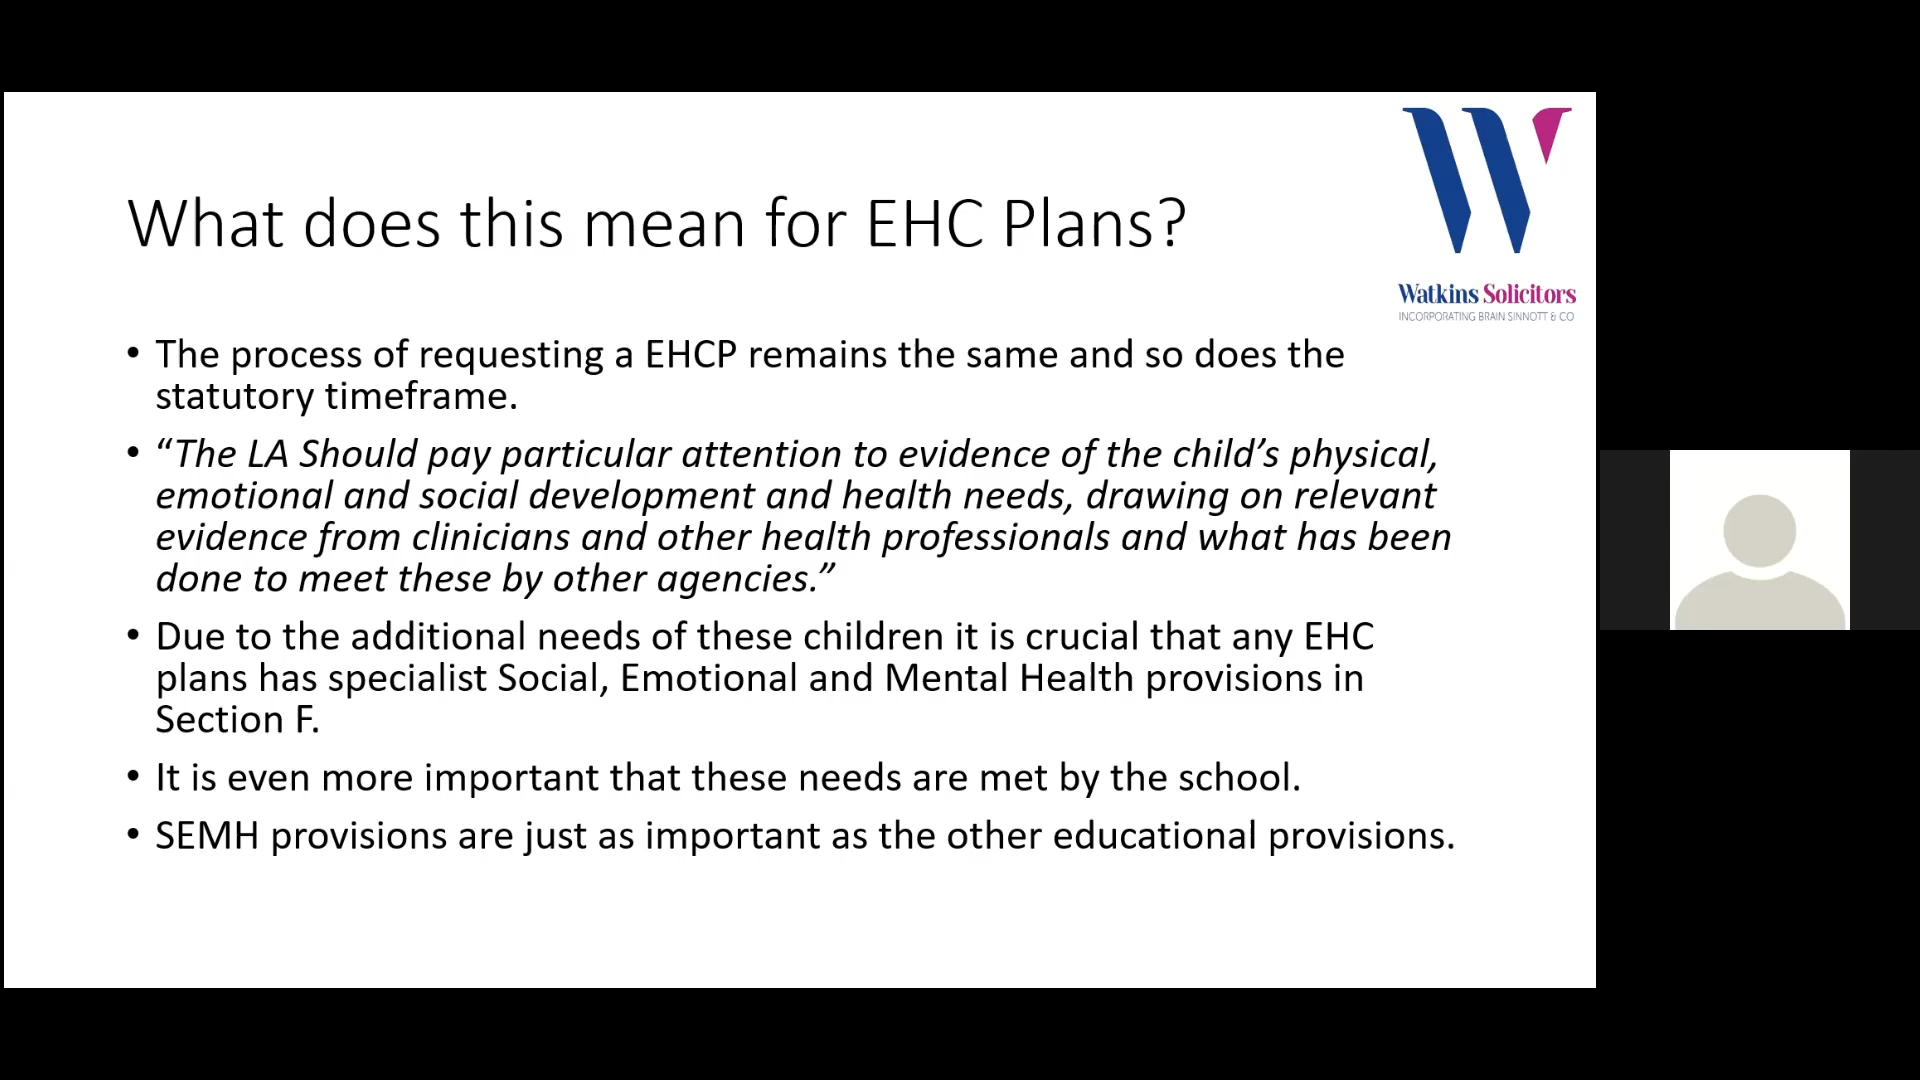 What does this mean for EHC Plans?
Watkins Solicitors
INCORPORATING BRAIN SINNOTT & CO
• The process of requesting a EHCP remains the same and so does the
statutory timeframe.
• “The LA Should pay particular attention to evidence of the child’s physical,
emotional and social development and health needs, drawing on relevant
evidence from clinicians and other health professionals and what has been
done to meet these by other agencies.”
• Due to the additional needs of these children it is crucial that any EHC
plans has specialist Social, Emotional and Mental Health provisions in
Section F.
• It is even more important that these needs are met by the school.
• SEMH provisions are just as important as the other educational provisions.